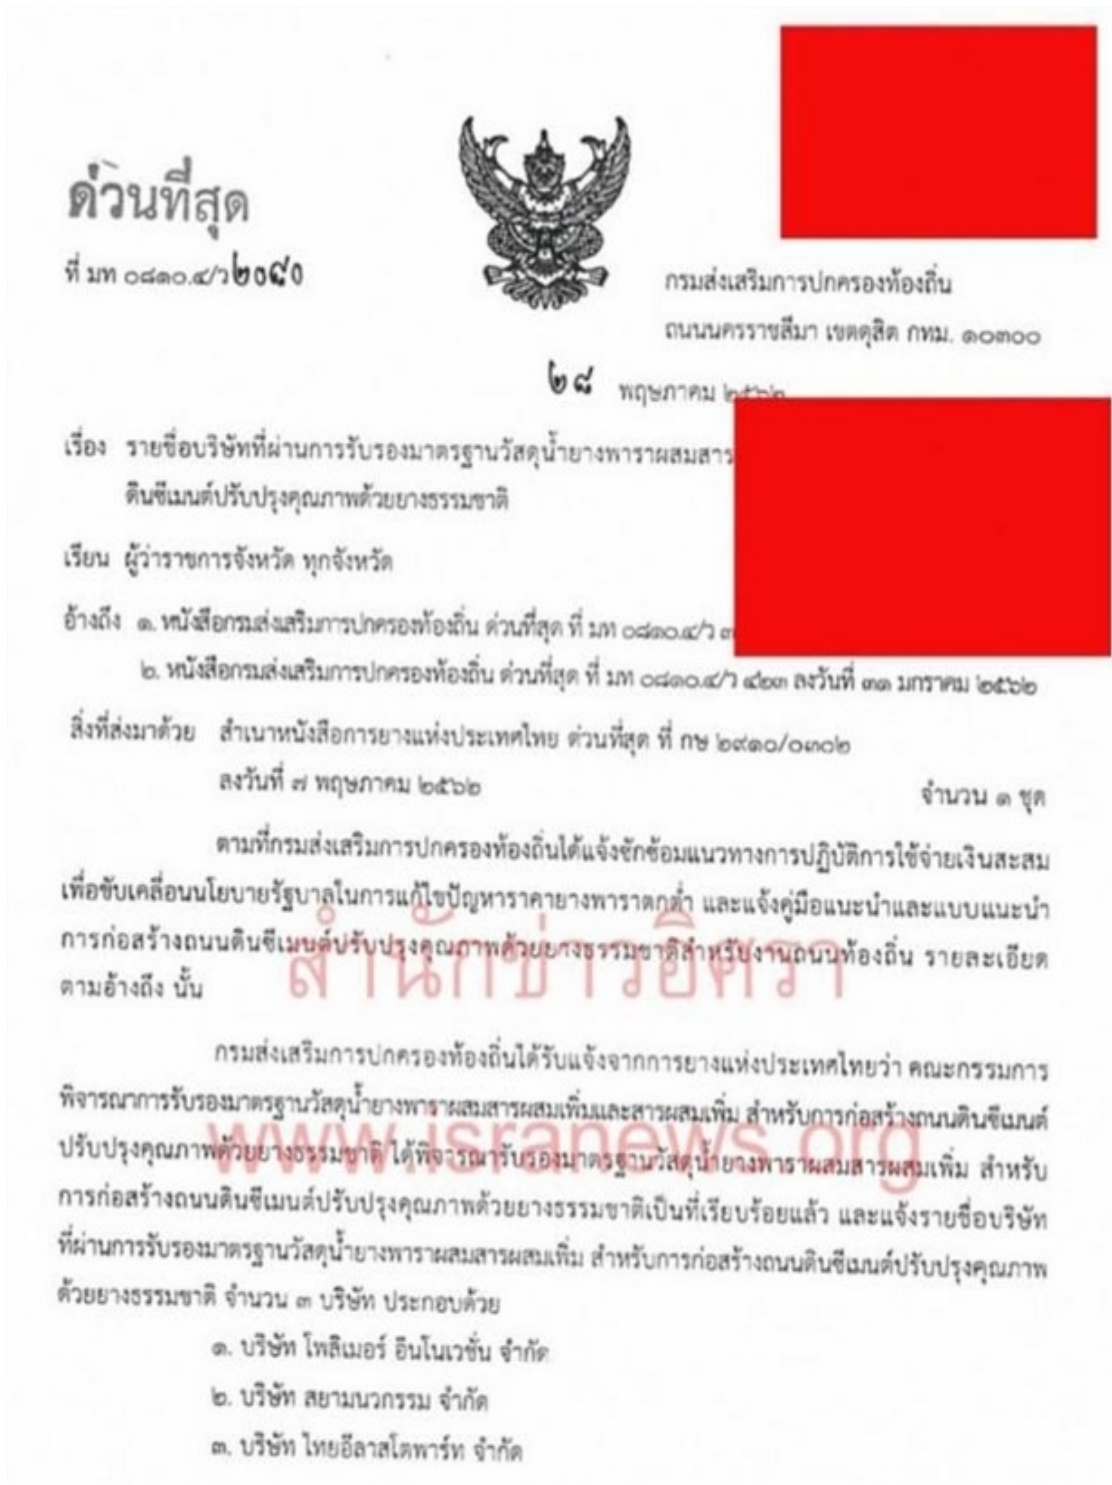 ด่วนที่สุด
ที่ มท ๐๘๑๐.๔/ว๒๐๙๐
กรมส่งเสริมการปกครองท้องถิ่น
ถนนนครราชสีมา เขตดุสิต กทม. ๑๐๓๐๐
๒๘ พฤษภาคม ๒๕๖๒
เรื่อง รายชื่อบริษัทที่ผ่านการรับรองมาตรฐานวัสดุน้ำยางพาราผสมสาร
ดินซีเมนต์ปรับปรุงคุณภาพด้วยยางธรรมชาติ
เรียน ผู้ว่าราชการจังหวัด ทุกจังหวัด
อ้างถึง ๑. หนังสือกรมส่งเสริมการปกครองท้องถิ่น ด่วนที่สุด ที่ มท ๐๘๑๐.๔/ว
๒. หนังสือกรมส่งเสริมการปกครองท้องถิ่น ด่วนที่สุด ที่ มท ๐๘๑๐.๔/ว ๔๒๓ ลงวันที่ ๓๑ มกราคม ๒๕๖๒
สิ่งที่ส่งมาด้วย สำเนาหนังสือการยางแห่งประเทศไทย ด่วนที่สุด ที่ กษ ๒๙๑๐/๐๓๐๒
ลงวันที่ ๗ พฤษภาคม ๒๕๖๒ จำนวน ๑ ชุด
ตามที่กรมส่งเสริมการปกครองท้องถิ่นได้แจ้งซักซ้อมแนวทางการปฏิบัติการใช้จ่ายเงินสะสม
เพื่อขับเคลื่อนนโยบายรัฐบาลในการแก้ไขปัญหาราคายางพาราตกต่ำ และแจ้งคู่มือแนะนำและแบบแนะนำ
การก่อสร้างถนนดินซีเมนต์ปรับปรุงคุณภาพด้วยยางธรรมชาติสำหรับงานถนนท้องถิ่น รายละเอียด
ตามอ้างถึง นั้น
สำนักข่าวอิศรา
กรมส่งเสริมการปกครองท้องถิ่นได้รับแจ้งจากการยางแห่งประเทศไทยว่า คณะกรรมการ
พิจารณาการรับรองมาตรฐานวัสดุน้ำยางพาราผสมสารผสมเพิ่มและสารผสมเพิ่ม สำหรับการก่อสร้างถนนดินซีเมนต์
ปรับปรุงคุณภาพด้วยยางธรรมชาติ ได้พิจารณารับรองมาตรฐานวัสดุน้ำยางพาราผสมสารผสมเพิ่ม สำหรับ
www.isranews.org
การก่อสร้างถนนดินซีเมนต์ปรับปรุงคุณภาพด้วยยางธรรมชาติเป็นที่เรียบร้อยแล้ว และแจ้งรายชื่อบริษัท
ที่ผ่านการรับรองมาตรฐานวัสดุน้ำยางพาราผสมสารผสมเพิ่ม สำหรับการก่อสร้างถนนดินซีเมนต์ปรับปรุงคุณภาพ
ด้วยยางธรรมชาติ จำนวน ๓ บริษัท ประกอบด้วย
๑. บริษัท โพลิเมอร์ อินโนเวชั่น จำกัด
๒. บริษัท สยามนวกรรม จำกัด
๓. บริษัท ไทยอีลาสโตพาร์ท จำกัด